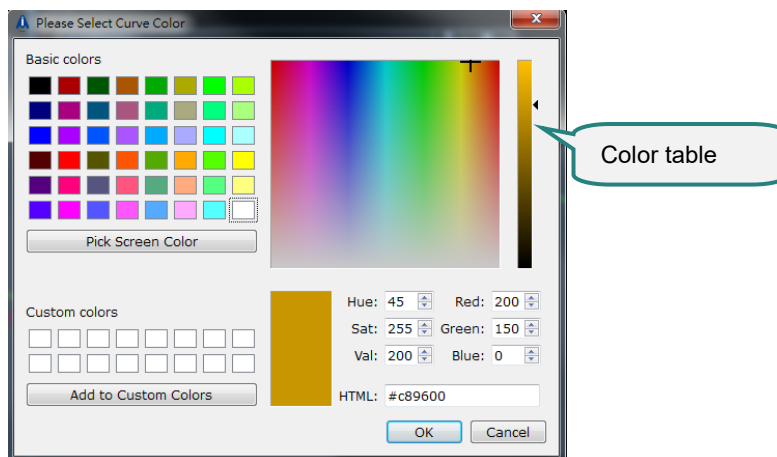 Please Select Curve Color
Basic colors
Pick Screen Color
Custom colors
Add to Custom Colors
Hue: 45 Red: 200
Sat: 255 Green: 150
Val: 200 Blue: 0
HTML: #c89600
OK Cancel
Color table